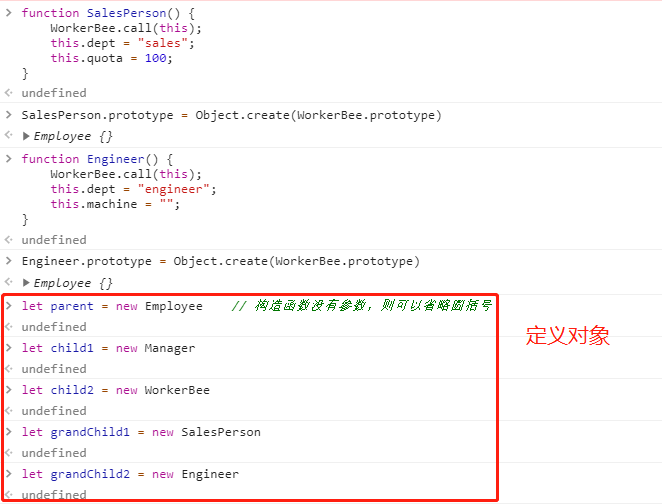 function SalesPerson() {
WorkerBee.call(this);
this.dept = "sales";
this.quota = 100;
}
undefined
SalesPerson.prototype = Object.create(WorkerBee.prototype)
Employee {}
function Engineer() {
WorkerBee.call(this);
this.dept = "engineer";
this.machine = "";
}
undefined
Engineer.prototype = Object.create(WorkerBee.prototype)
Employee {}
let parent = new Employee // 构造函数没有参数，则可以省略圆括号
undefined
定义对象
let child1 = new Manager
undefined
let child2 = new WorkerBee
undefined
let grandChild1 = new SalesPerson
undefined
let grandChild2 = new Engineer
undefined